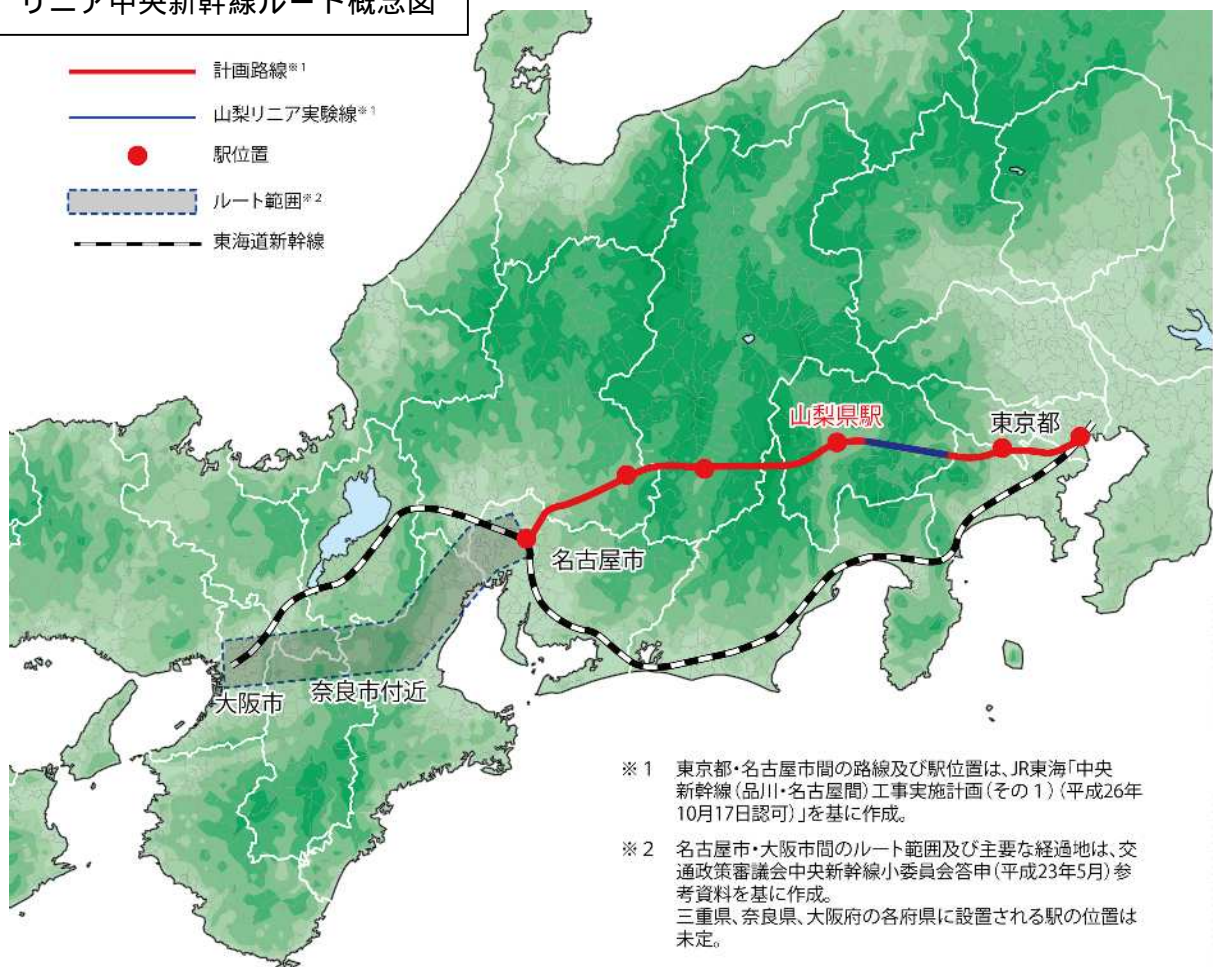 リニア中央新幹線ルート概念図
計画路線※1
山梨リニア実験線※1
駅位置
ルート範囲※2
東海道新幹線
山梨県駅
東京都
名古屋市
大阪市
奈良市付近
※1 東京都・名古屋市間の路線及び駅位置は、JR東海「中央
新幹線(品川・名古屋間)工事実施計画(その1)(平成26年
10月17日認可)」を基に作成。
※2 名古屋市・大阪市間のルート範囲及び主要な経過地は、交
通政策審議会中央新幹線小委員会答申(平成23年5月)参
考資料を基に作成。
三重県、奈良県、大阪府の各府県に設置される駅の位置は
未定。